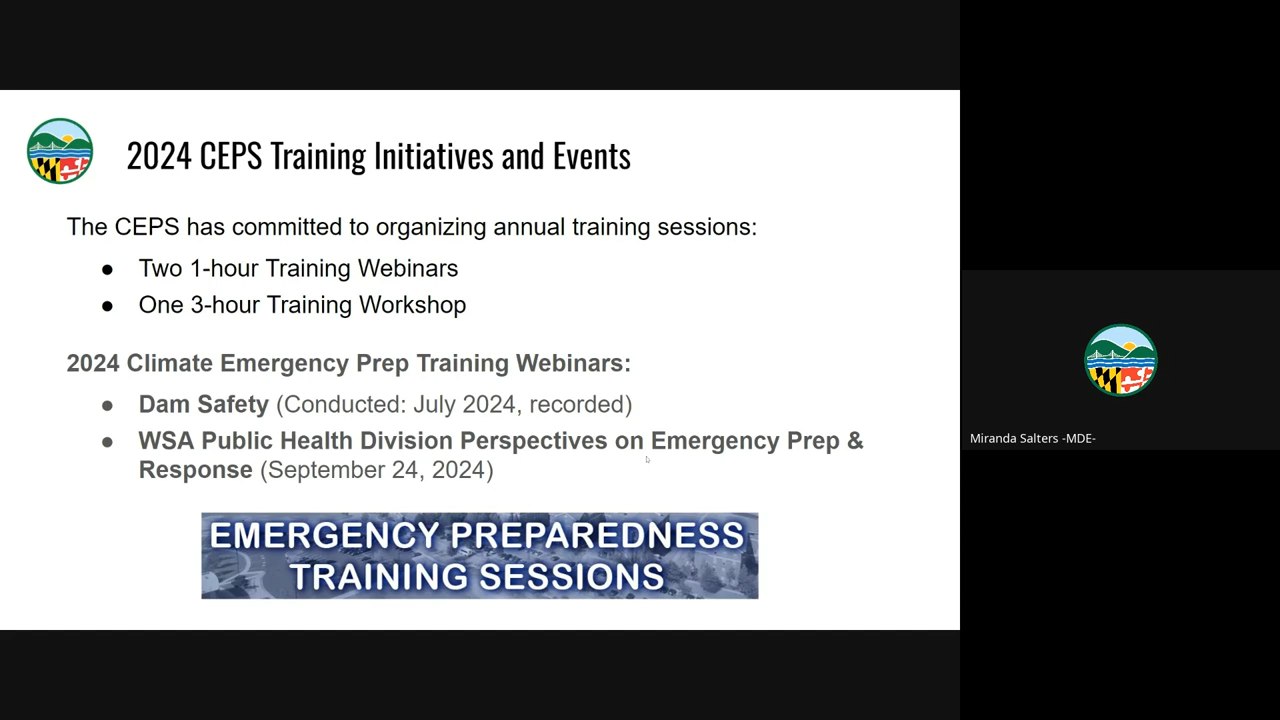 2024 CEPS Training Initiatives and Events
The CEPS has committed to organizing annual training sessions:
● Two 1-hour Training Webinars
● One 3-hour Training Workshop
2024 Climate Emergency Prep Training Webinars:
● Dam Safety (Conducted: July 2024, recorded)
● WSA Public Health Division Perspectives on Emergency Prep &
Response (September 24, 2024)
EMERGENCY PREPAREDNESS
TRAINING SESSIONS
Miranda Salters -MDE-